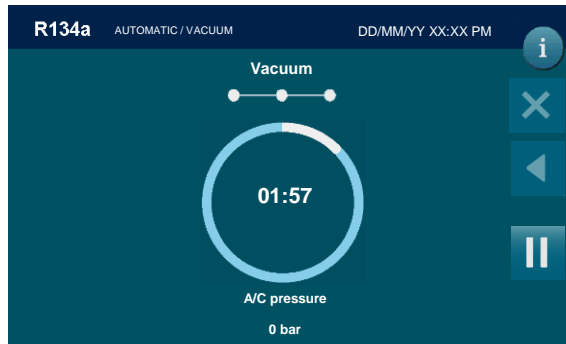 R134a AUTOMATIC / VACUUM DD/MM/YY XX:XX PM
i
Vacuum
01:57
A/C pressure
0 bar